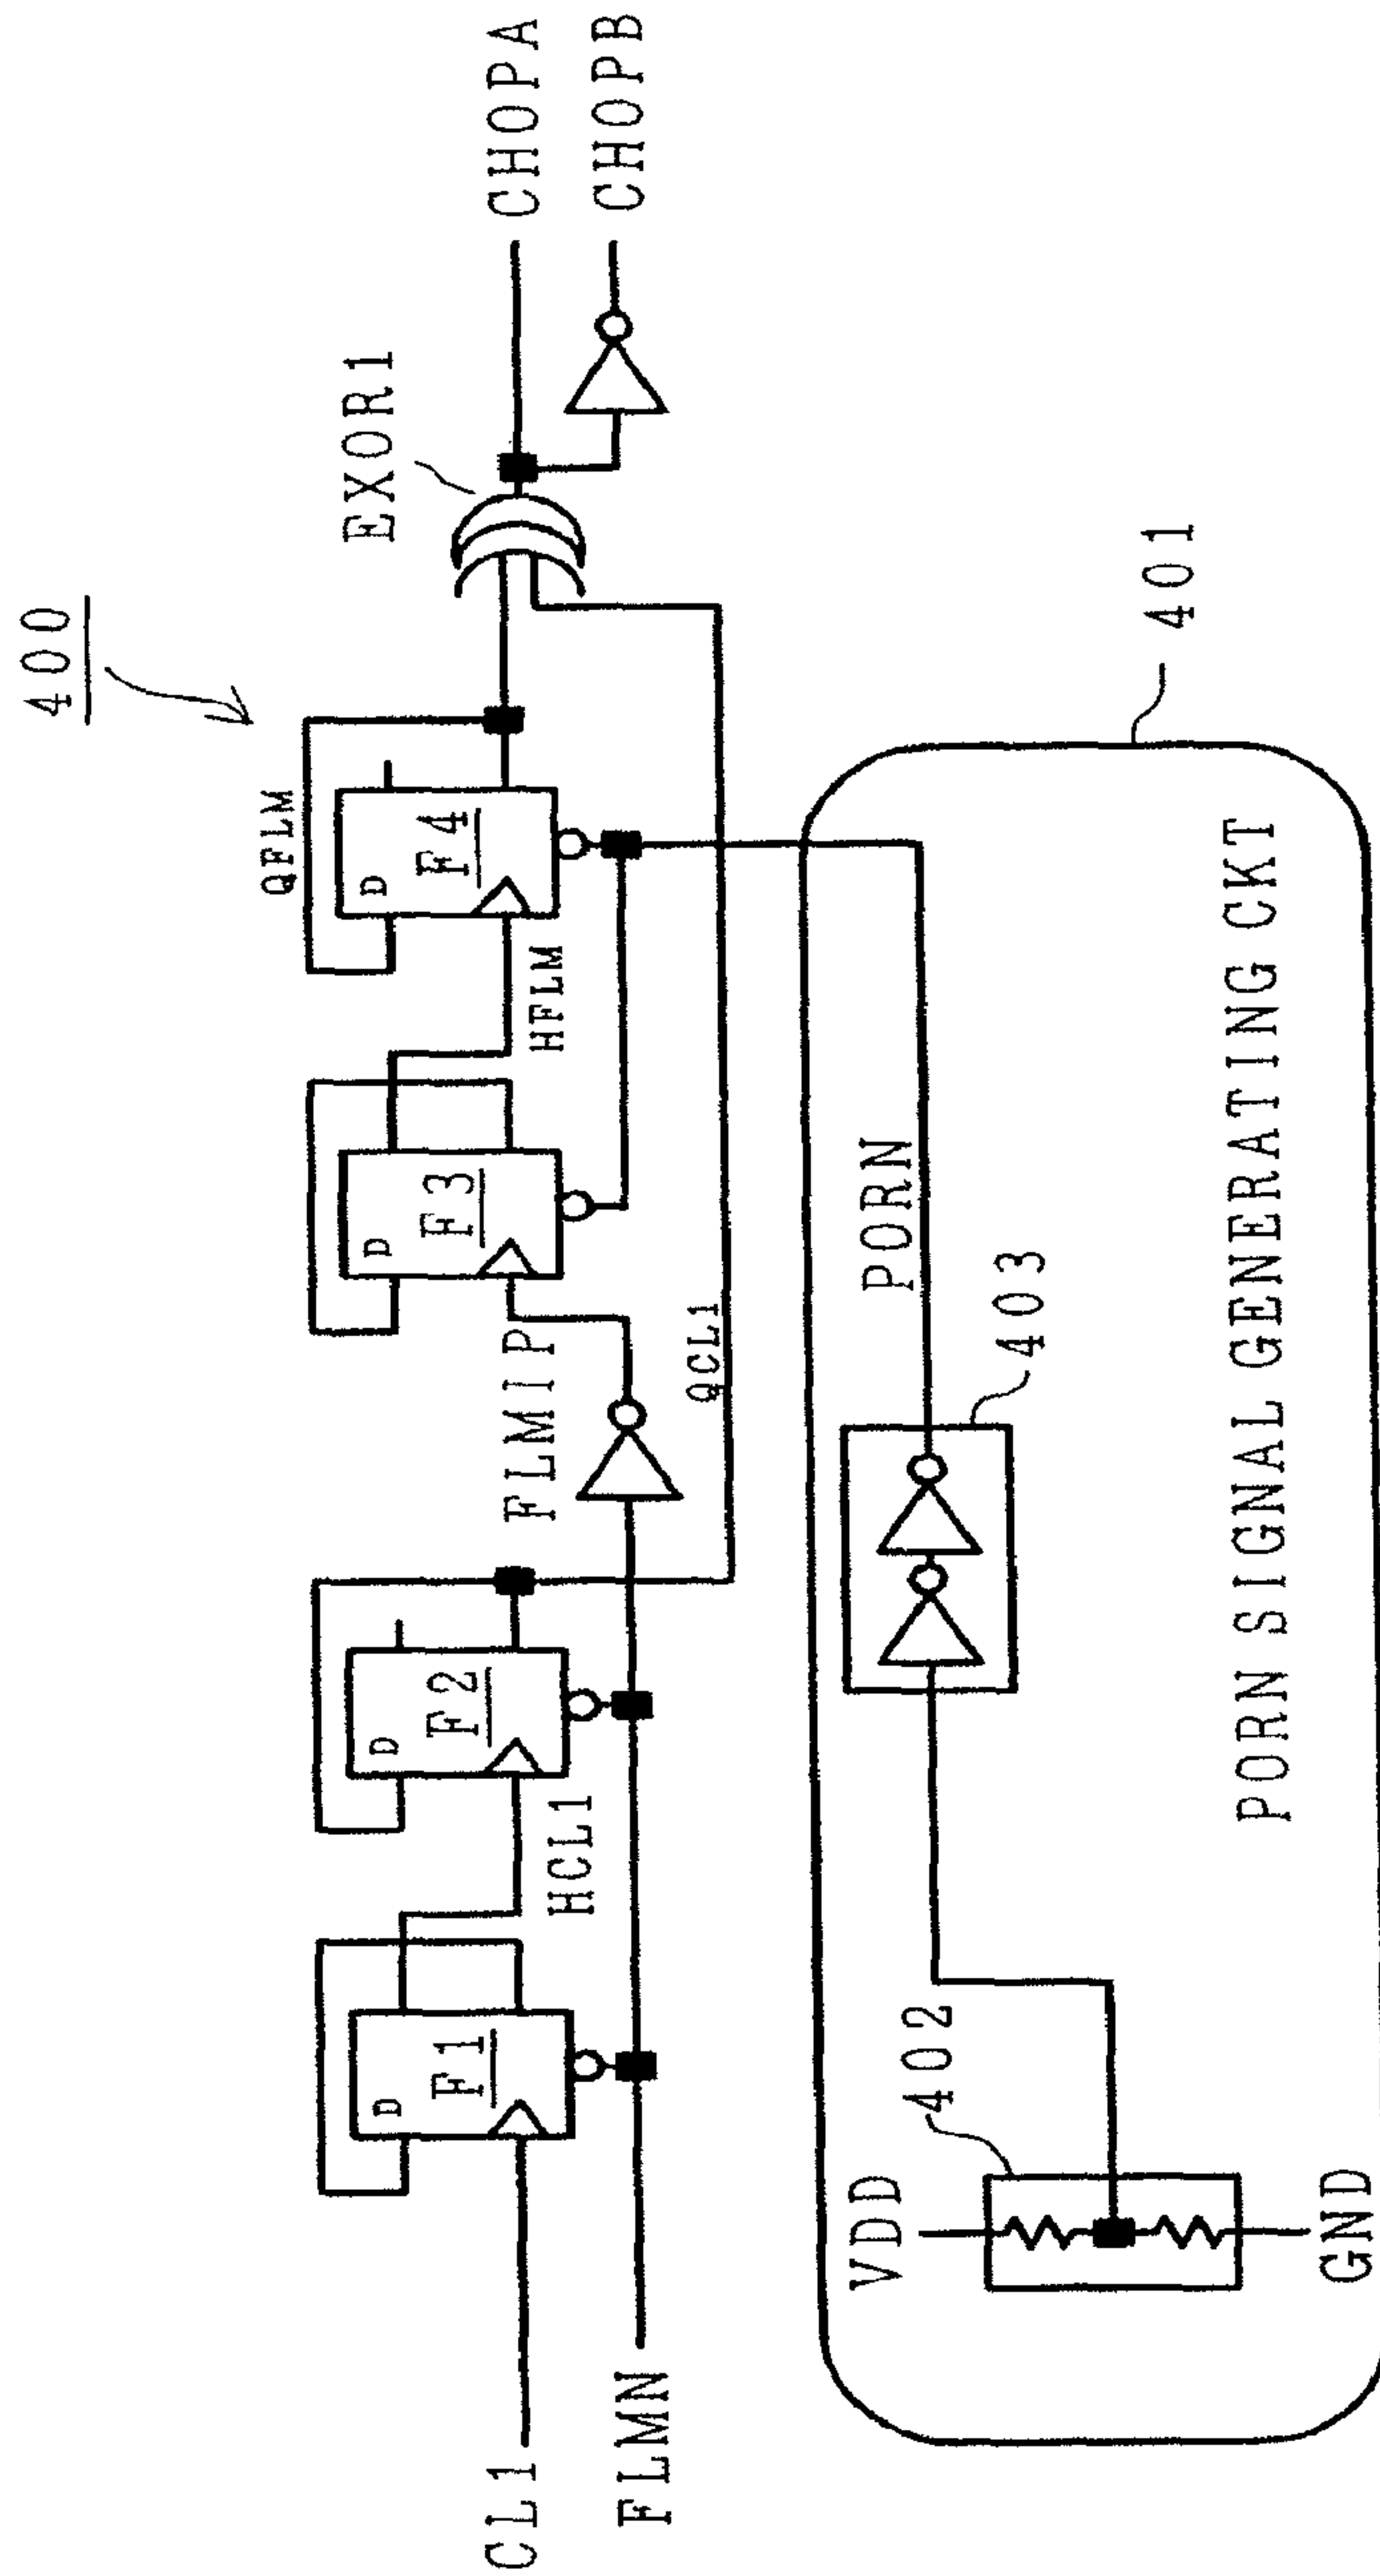 400
EXOR1
CHOPA
CHOPB
QFLM
D
F1
D
F2
D
F3
D
F4
CL1
HCL1
FLMIP
HFLM
FLMN
QCL1
401
PORN
403
402
VDD
GND
PORN SIGNAL GENERATING CKT